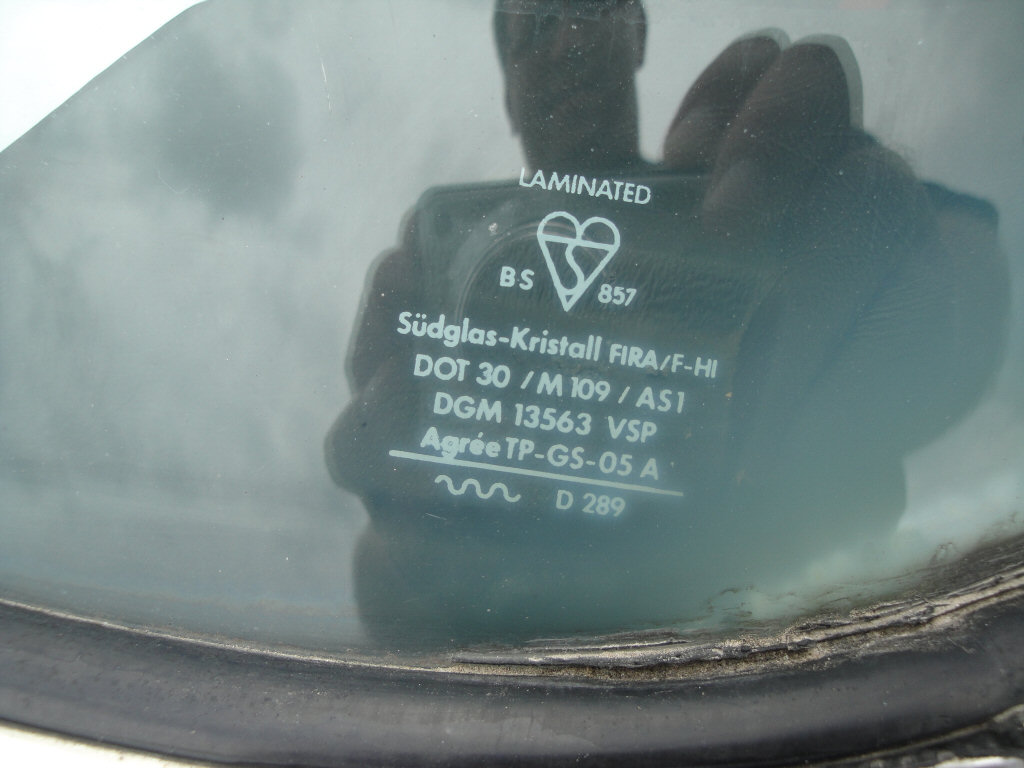 LAMINATED
BS 857
Südglas-Kristall FIRA/F-HI
DOT 30 / M 109 / AS1
DGM 13563 VSP
Agrée TP-GS-05 A
D 289